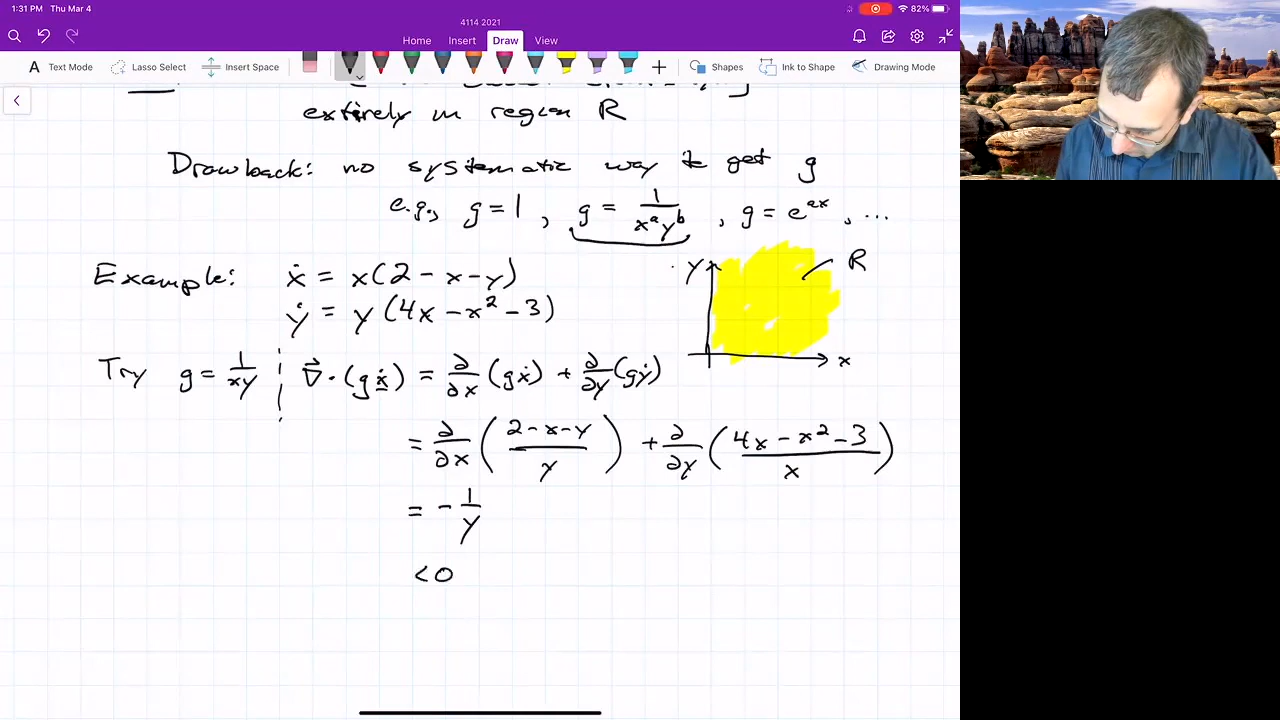 1:31 PM Thu Mar 4
82%
4114 2021
Home Insert Draw View
Text Mode Lasso Select Insert Space Shapes Ink to Shape Drawing Mode
entirely in region R
Drawback: no systematic way to get g
e.g., g = 1, g = 1/(x^a y^b), g = e^{ax}, ...
Example: ẋ = x(2 - x - y)
ẏ = y(4x - x² - 3)
y R
x
Try g = 1/(xy) ∇⃗ · (gẋ) = ∂/∂x (gẋ) + ∂/∂y (gẏ)
= ∂/∂x ((2-x-y)/y) + ∂/∂y ((4x - x² - 3)/x)
= - 1/y
< 0